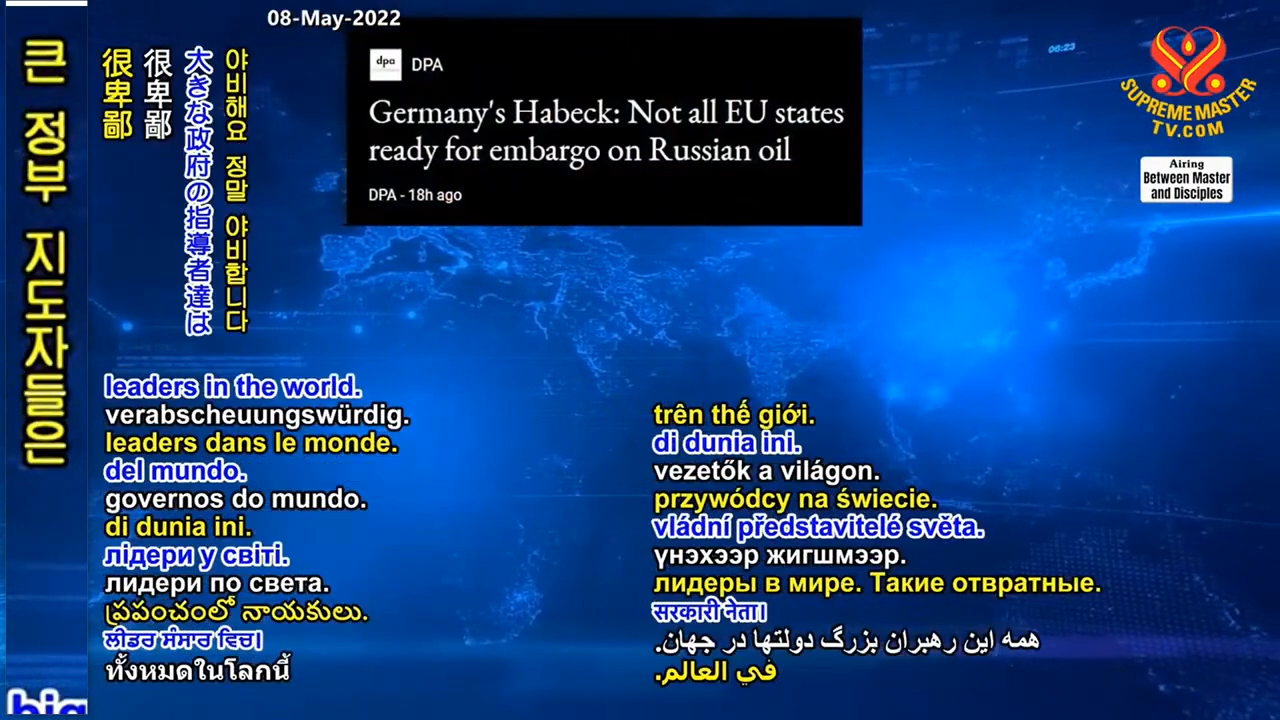 08-May-2022
dpa
DPA
Germany's Habeck: Not all EU states
ready for embargo on Russian oil
DPA - 18h ago
06:23
SUPREME MASTER
TV.COM
Airing
Between Master
and Disciples
큰 정부 지도자들은
很卑鄙
很卑鄙
大きな政府の指導者達は
야비해요 정말 야비합니다
leaders in the world.
verabscheuungswürdig.
leaders dans le monde.
del mundo.
governos do mundo.
di dunia ini.
лідери у світі.
лидери по света.
ప్రపంచంలో నాయకులు.
ਲੀਡਰ ਸੰਸਾਰ ਵਿਚ।
ทั้งหมดในโลกนี้
trên thế giới.
di dunia ini.
vezetők a világon.
przywódcy na świecie.
vládní představitelé světa.
үнэхээр жигшмээр.
лидеры в мире. Такие отвратные.
सरकारी नेता।
همه این رهبران بزرگ دولتها در جهان.
في العالم.
big